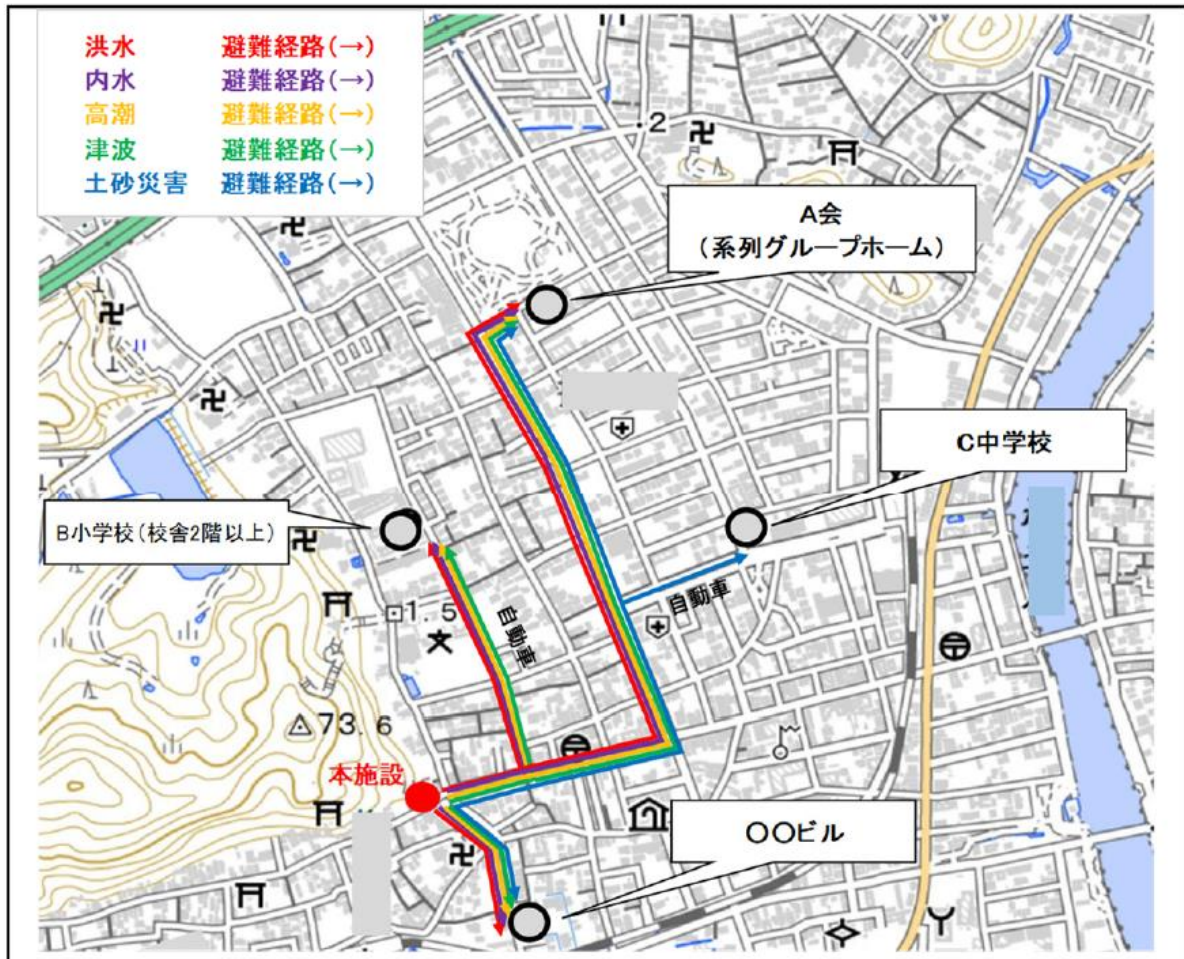 洪水 避難経路(→)
内水 避難経路(→)
高潮 避難経路(→)
津波 避難経路(→)
土砂災害 避難経路(→)
・2
A会
(系列グループホーム)
C中学校
B小学校(校舎2階以上)
1.5
自動車
自動車
73.6
本施設
〇〇ビル